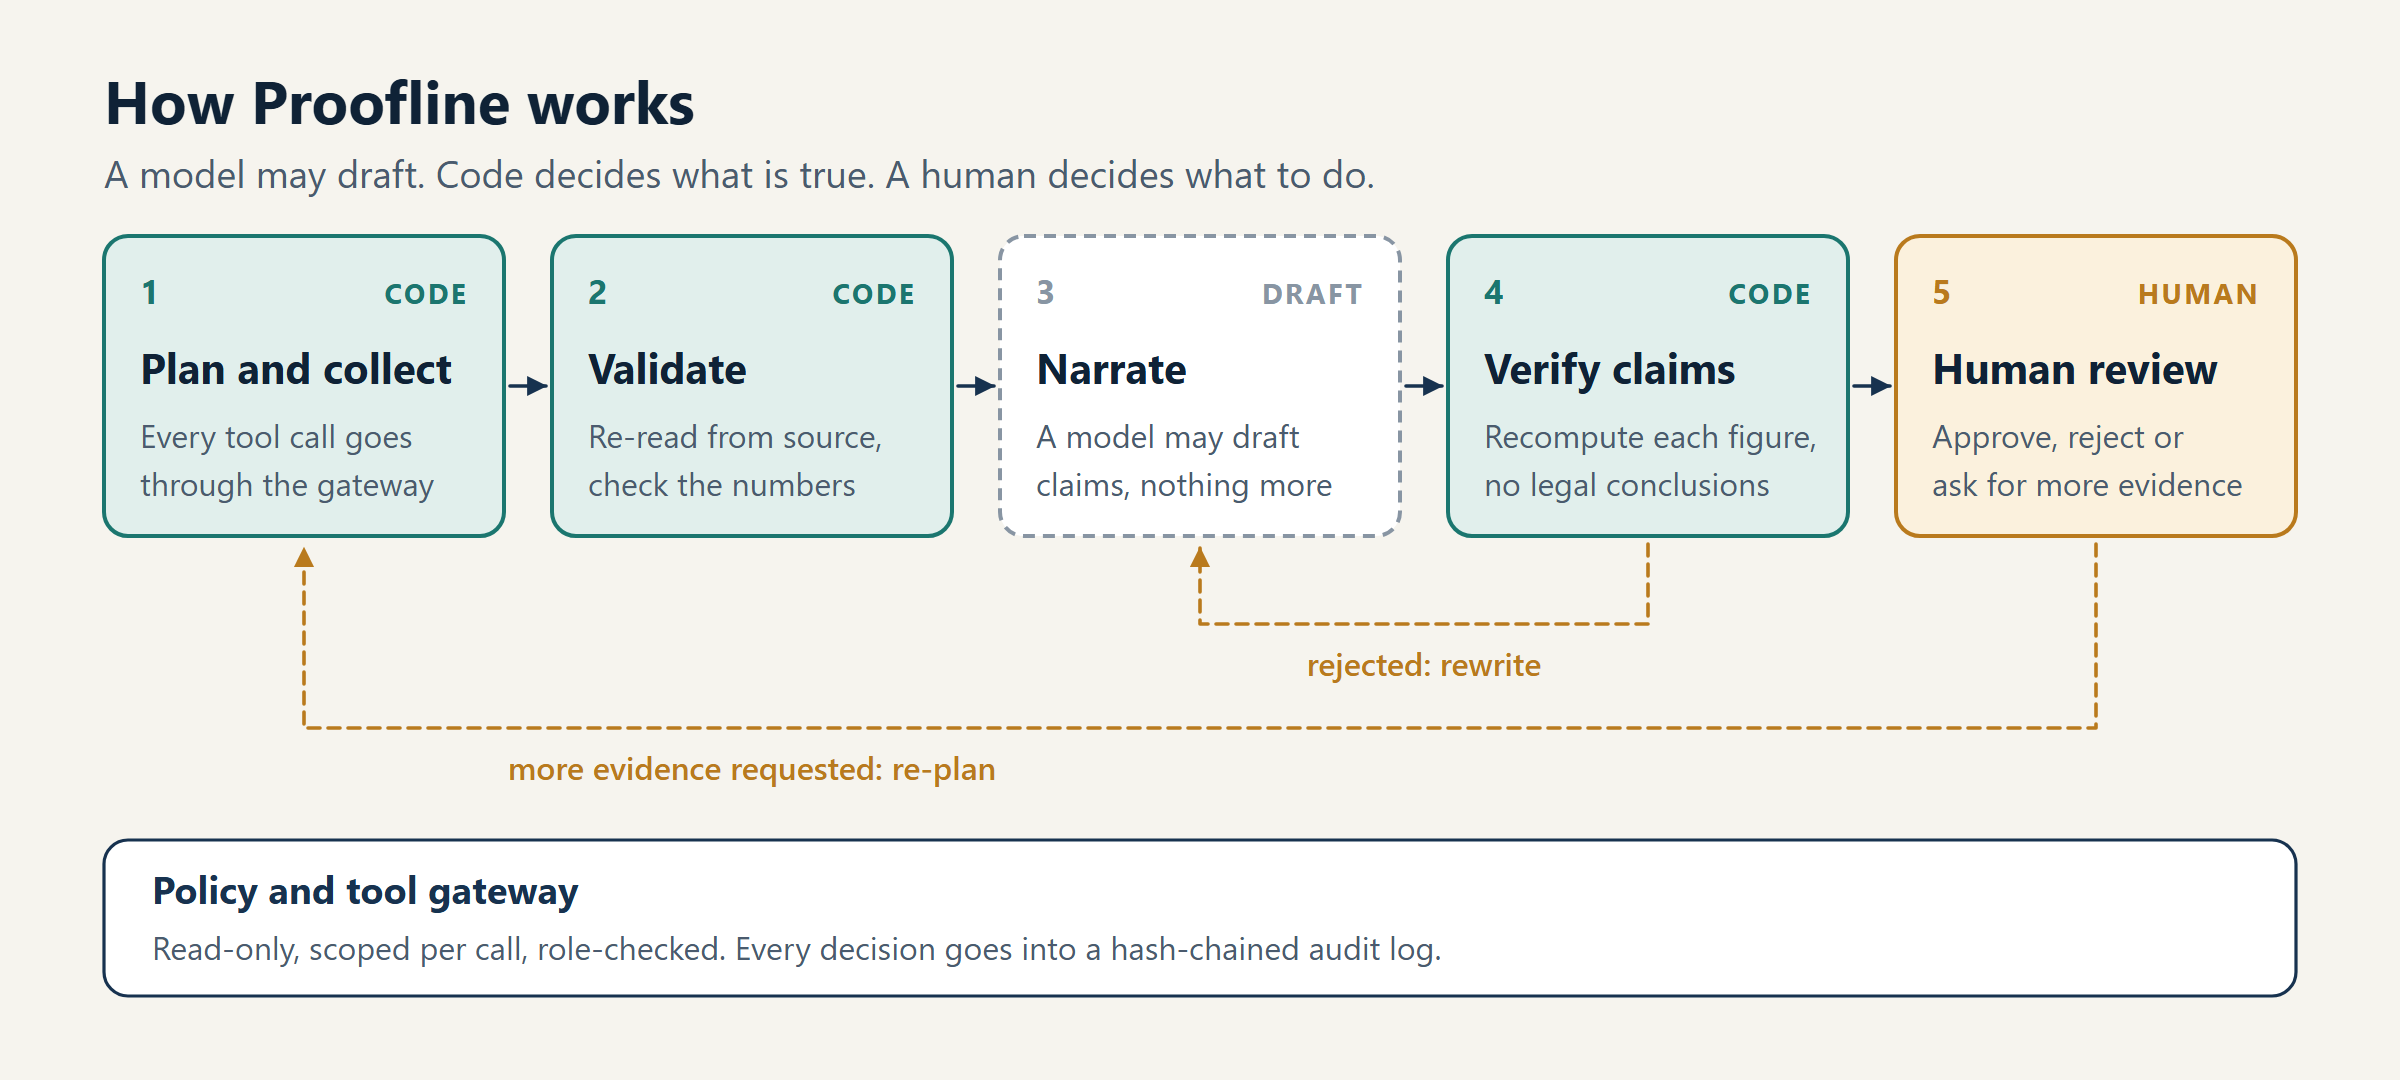 How Proofline works
A model may draft. Code decides what is true. A human decides what to do.
1 CODE
Plan and collect
Every tool call goes
through the gateway
2 CODE
Validate
Re-read from source,
check the numbers
3 DRAFT
Narrate
A model may draft
claims, nothing more
4 CODE
Verify claims
Recompute each figure,
no legal conclusions
5 HUMAN
Human review
Approve, reject or
ask for more evidence
rejected: rewrite
more evidence requested: re-plan
Policy and tool gateway
Read-only, scoped per call, role-checked. Every decision goes into a hash-chained audit log.